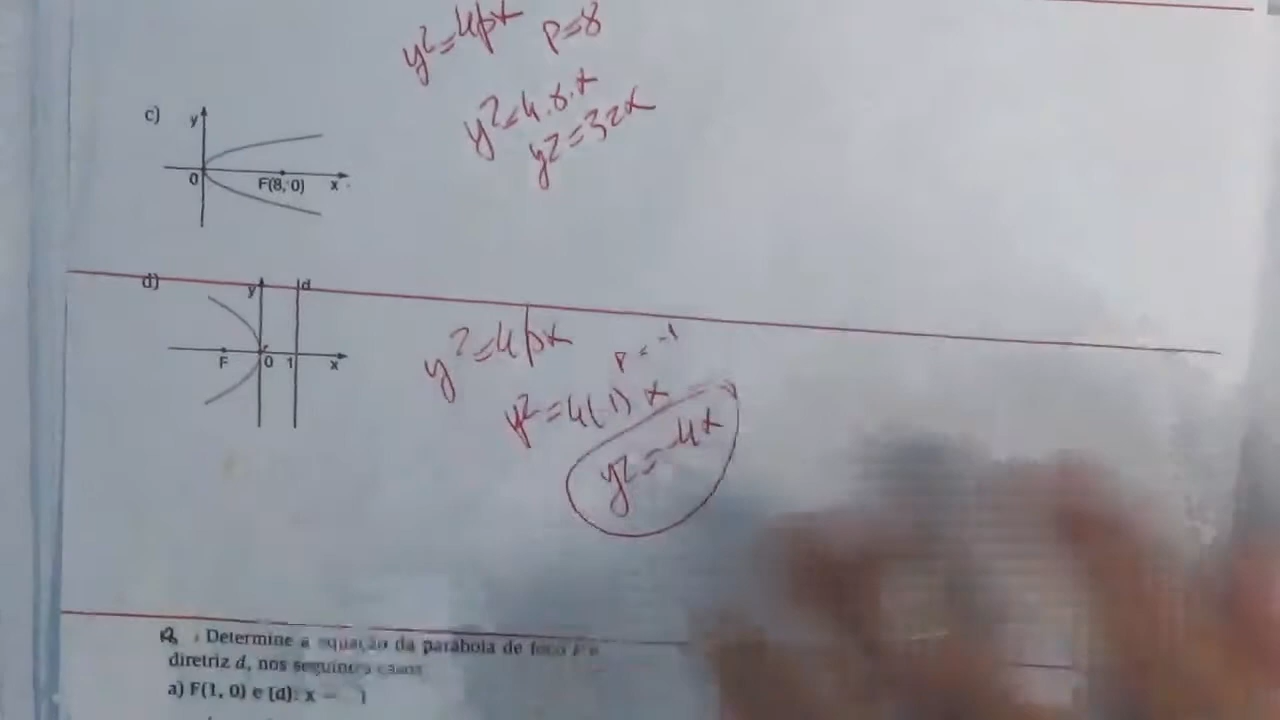 y²=4px p=8
y²=4.8.x
y²=32x
c)
y
0
F(8, 0)
x
d)
y
d
F
0
1
x
y²=4px
p=-1
y²=4(-1)x
y²=-4x
Determine a equação da parábola de foco F e
diretriz d, nos seguintes casos
a) F(1, 0) e (d): x =